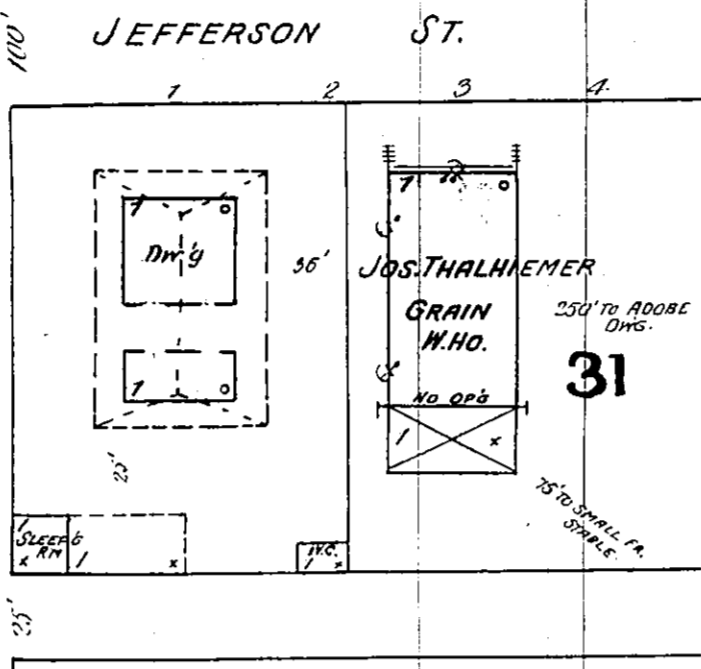 100'
JEFFERSON ST.
1 2 3 4.
1 o
Dw'g
1 o
36'
1 o
6"
JOS. THALHIEMER
GRAIN
W.HO.
250' TO ADOBE
DWG.
31
NO OP'G
1 x
25'
75' TO SMALL FR.
STABLE.
1
SLEEP'G
RM
x 1 x
W.C.
1 x
25'